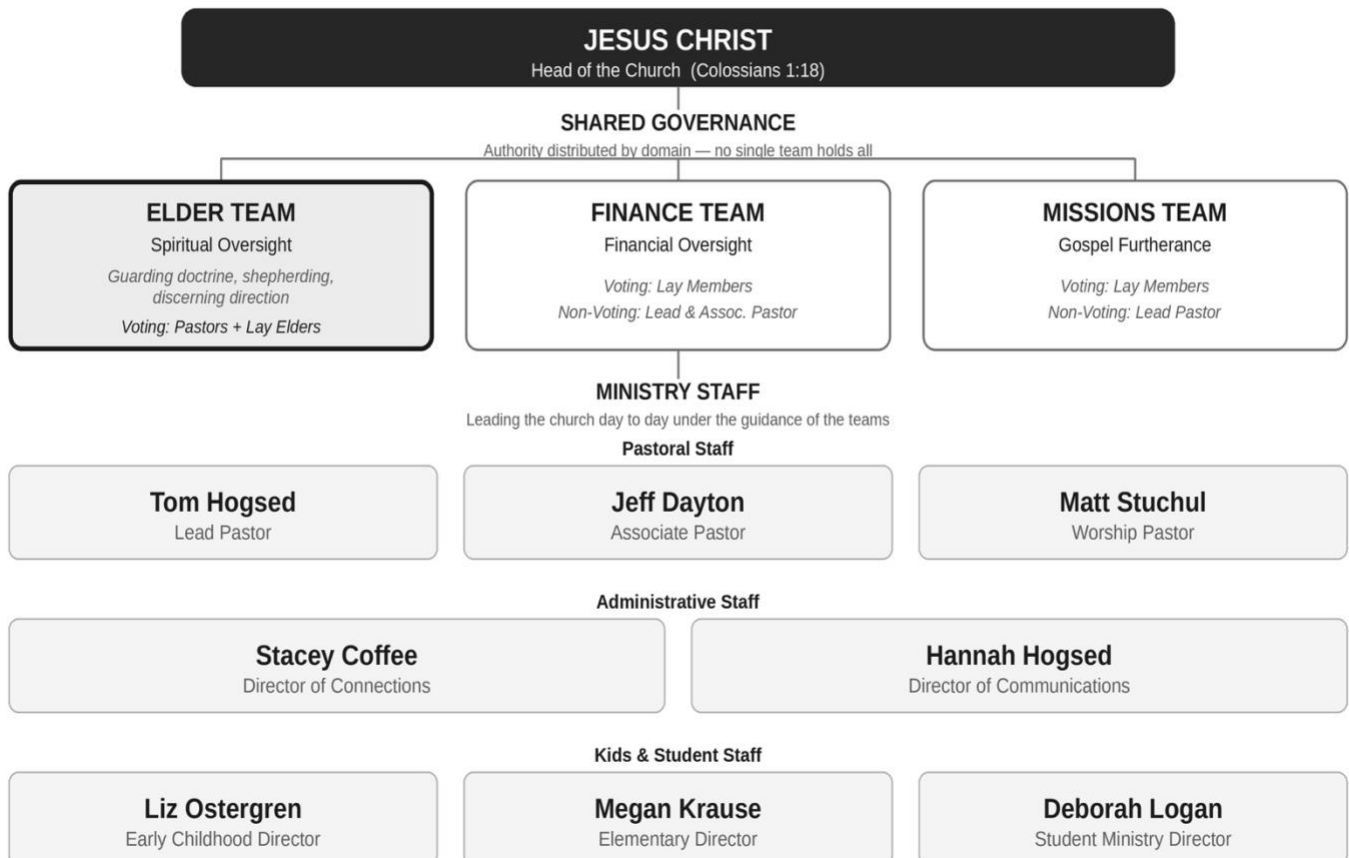 JESUS CHRIST
Head of the Church (Colossians 1:18)
SHARED GOVERNANCE
Authority distributed by domain — no single team holds all
ELDER TEAM
Spiritual Oversight
Guarding doctrine, shepherding,
discerning direction
Voting: Pastors + Lay Elders
FINANCE TEAM
Financial Oversight
Voting: Lay Members
Non-Voting: Lead & Assoc. Pastor
MISSIONS TEAM
Gospel Furtherance
Voting: Lay Members
Non-Voting: Lead Pastor
MINISTRY STAFF
Leading the church day to day under the guidance of the teams
Pastoral Staff
Tom Hogsed
Lead Pastor
Jeff Dayton
Associate Pastor
Matt Stuchul
Worship Pastor
Administrative Staff
Stacey Coffee
Director of Connections
Hannah Hogsed
Director of Communications
Kids & Student Staff
Liz Ostergren
Early Childhood Director
Megan Krause
Elementary Director
Deborah Logan
Student Ministry Director